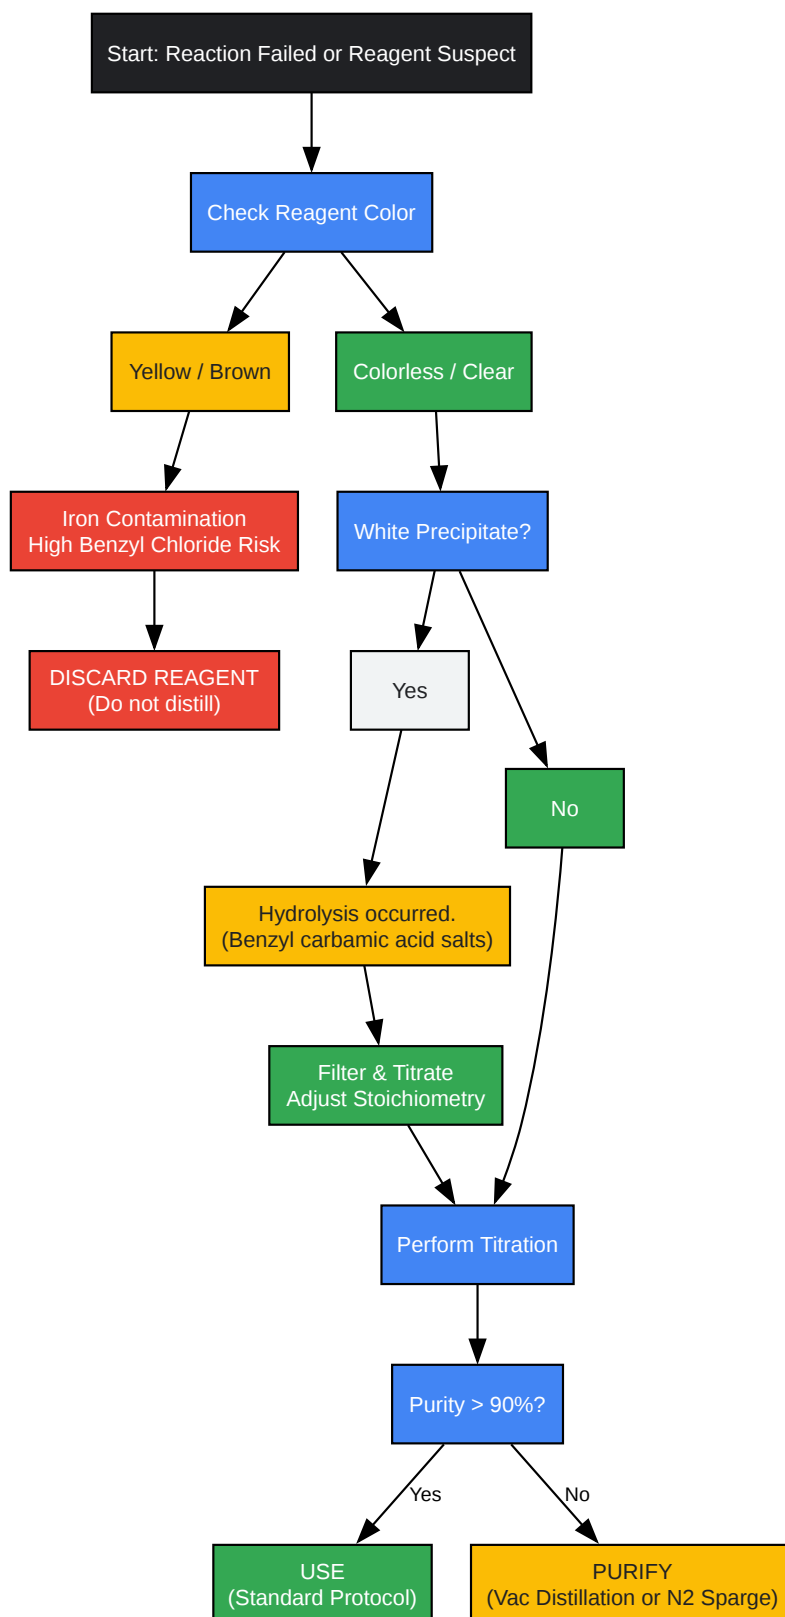 Start: Reaction Failed or Reagent Suspect
Check Reagent Color
Yellow / Brown
Colorless / Clear
Iron Contamination
High Benzyl Chloride Risk
White Precipitate?
DISCARD REAGENT
(Do not distill)
Yes
No
Hydrolysis occurred.
(Benzyl carbamic acid salts)
Filter & Titrate
Adjust Stoichiometry
Perform Titration
Purity > 90%?
Yes
No
USE
(Standard Protocol)
PURIFY
(Vac Distillation or N2 Sparge)